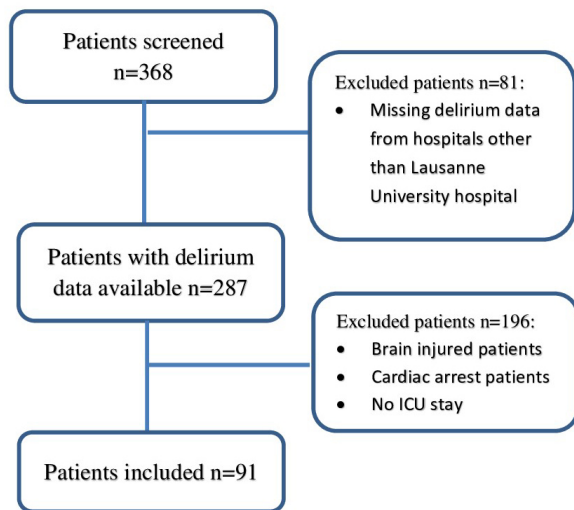 Patients screened
n=368
Excluded patients n=81:
• Missing delirium data
from hospitals other
than Lausanne
University hospital
Patients with delirium
data available n=287
Excluded patients n=196:
• Brain injured patients
• Cardiac arrest patients
• No ICU stay
Patients included n=91